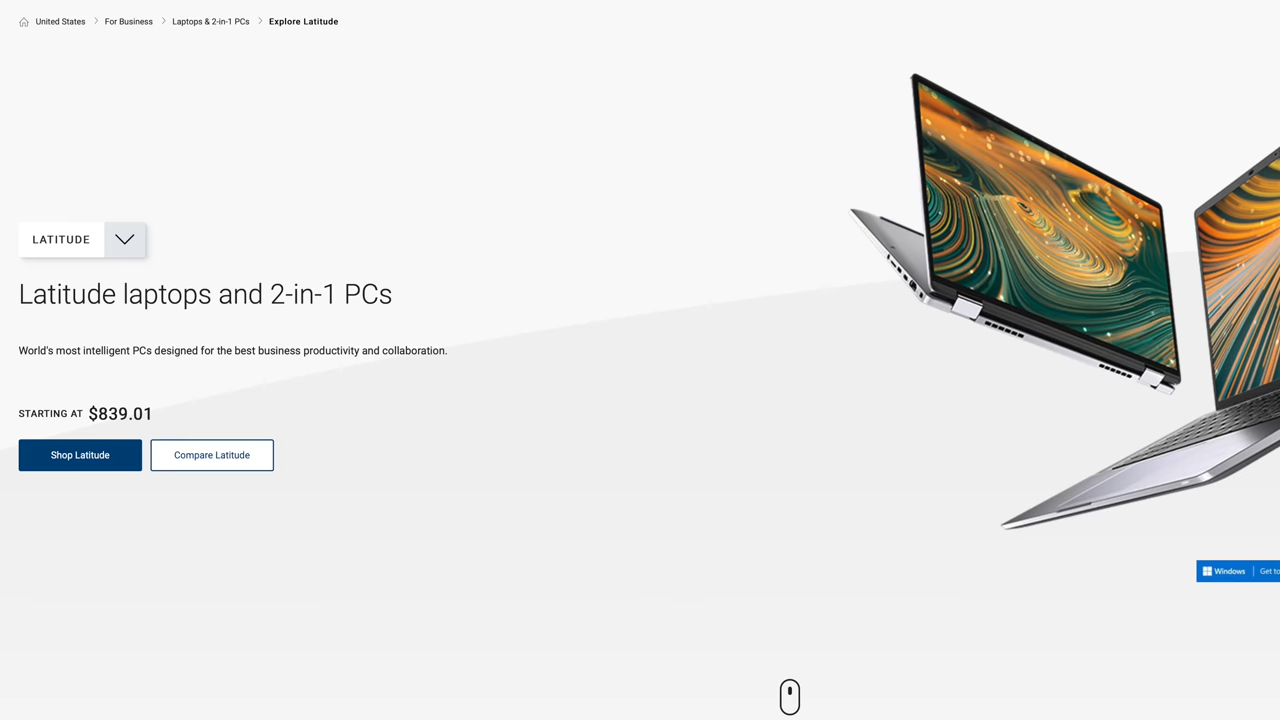 United States
For Business
Laptops & 2-in-1 PCs
Explore Latitude
LATITUDE
Latitude laptops and 2-in-1 PCs
World's most intelligent PCs designed for the best business productivity and collaboration.
STARTING AT $839.01
Shop Latitude
Compare Latitude
Windows
Get to